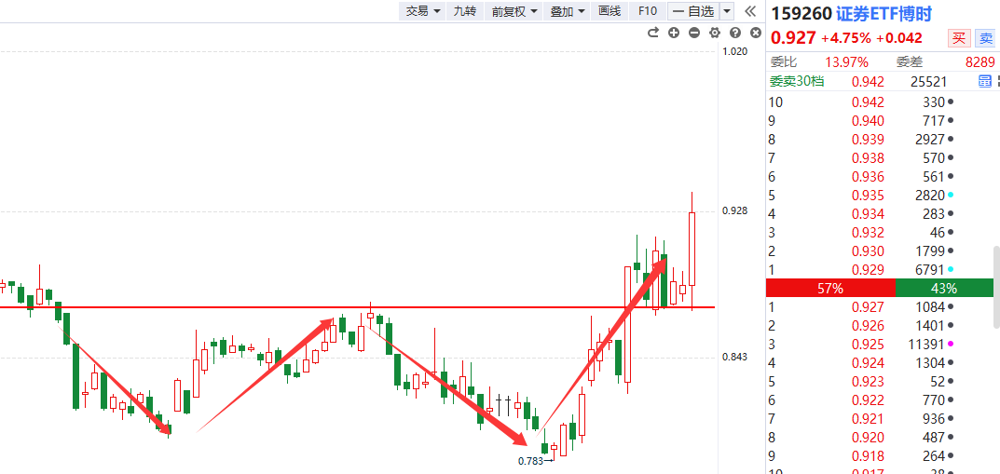 交易 九转 前复权 叠加 画线 F10 一 自选
159260 证券ETF博时
0.927 +4.75% +0.042 买 卖
1.020
委比 13.97% 委差 8289
委卖30档 0.942 25521 量
10 0.942 330
9 0.940 717
8 0.939 2927
7 0.938 570
6 0.936 561
5 0.935 2820
0.928
4 0.934 283
3 0.932 46
2 0.930 1799
1 0.929 6791
57% 43%
1 0.927 1084
2 0.926 1401
3 0.925 11391
0.843
4 0.924 1304
5 0.923 52
6 0.922 770
7 0.921 936
8 0.920 487
9 0.918 264
0.783
10 0.917 38